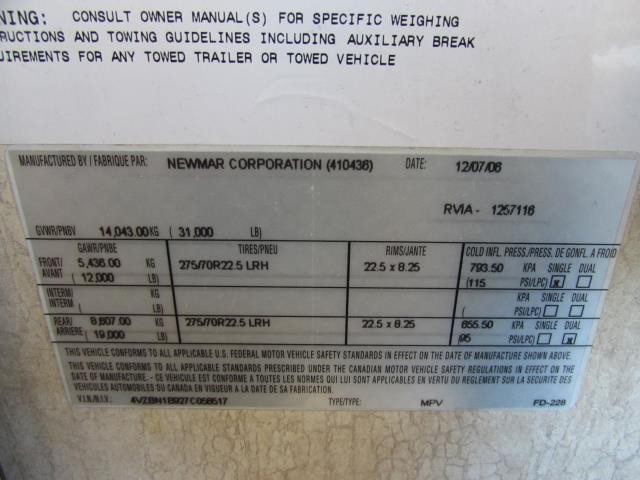 NING: CONSULT OWNER MANUAL(S) FOR SPECIFIC WEIGHING
RUCTIONS AND TOWING GUIDELINES INCLUDING AUXILIARY BREAK
UIREMENTS FOR ANY TOWED TRAILER OR TOWED VEHICLE
MANUFACTURED BY / FABRIQUE PAR: NEWMAR CORPORATION (410436) DATE: 12/07/06
RVIA - 1257116
GVWR/PNBV 14,043.00 KG ( 31,000 LB)
GAWR/PNBE TIRES/PNEU RIMS/JANTE COLD INFL. PRESS./PRESS. DE GONFL. A FROID
FRONT/ 5,436.00 KG 275/70R22.5 LRH 22.5 x 8.25 793.50 KPA SINGLE DUAL
AVANT ( 12,000 LB) (115 PSI/LPC) x
INTERM/ KG KPA SINGLE DUAL
INTERM ( LB) ( PSI/LPC)
REAR/ 8,607.00 KG 275/70R22.5 LRH 22.5 x 8.25 655.50 KPA SINGLE DUAL
ARRIERE ( 19,000 LB) (95 PSI/LPC) x
THIS VEHICLE CONFORMS TO ALL APPLICABLE U.S. FEDERAL MOTOR VEHICLE SAFETY STANDARDS IN EFFECT ON THE DATE OF MANUFACTURE SHOWN ABOVE.
THIS VEHICLE CONFORMS TO ALL APPLICABLE STANDARDS PRESCRIBED UNDER THE CANADIAN MOTOR VEHICLE SAFETY REGULATIONS IN EFFECT ON THE
DATE OF MANUFACTURE. - CE VEHICULE EST CONFORME A TOUTES LES NORMES QUI LUI SONT APPLICABLES EN VERTU DU REGLEMENT SUR LA SECURITE DES
VEHICULES AUTOMOBILES DU CANADA EN VIGUEUR A LA DATE DE SA FABRICATION.
V.I.N./N.I.V.: 4VZBN1B927C058517 TYPE/TYPE: MPV FD-228